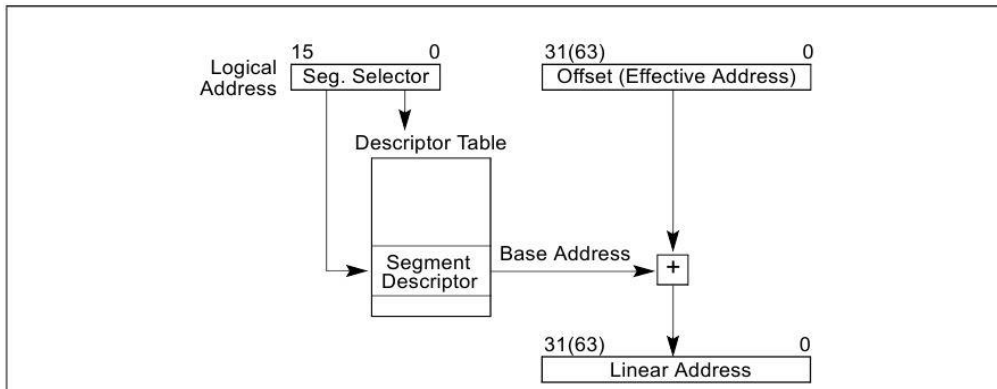 15 0
31(63) 0
Logical
Address
Seg. Selector
Offset (Effective Address)
Descriptor Table
Base Address
Segment
Descriptor
+
31(63) 0
Linear Address